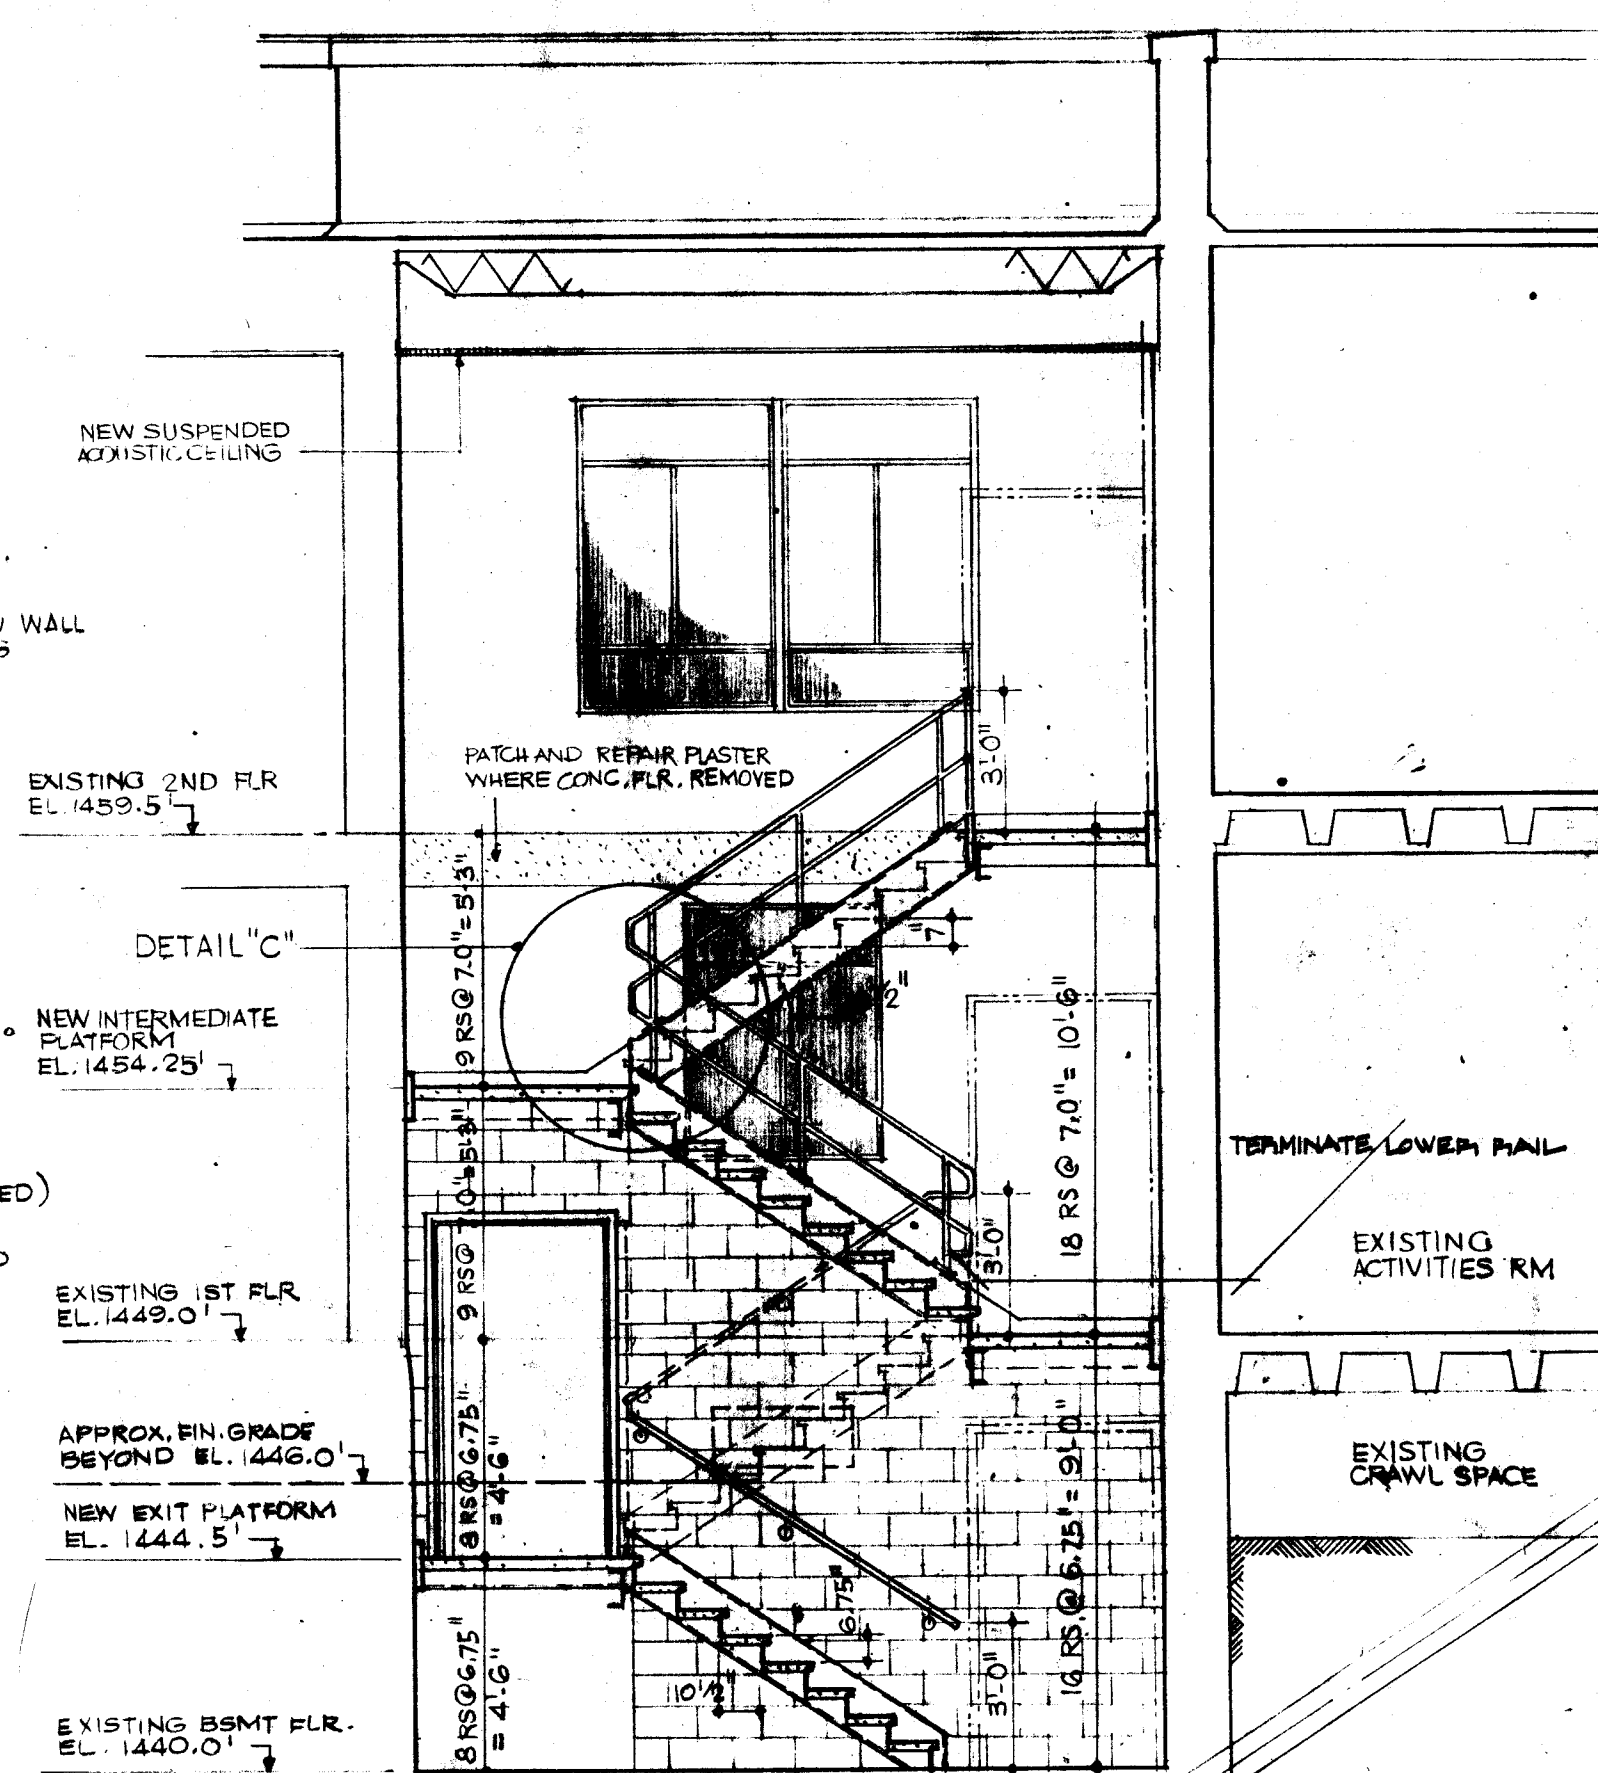 NEW SUSPENDED
ACOUSTIC CEILING
WALL
PATCH AND REPAIR PLASTER
WHERE CONC. FLR. REMOVED
3'-0"
EXISTING 2ND FLR
EL. 1459.5'
DETAIL "C"
9 RS@ 7.0" = 5'-3"
7"
NEW INTERMEDIATE
PLATFORM
EL. 1454.25'
18 RS @ 7.0" = 10'-6"
TERMINATE LOWER RAIL
ED)
9 RS@ 7.0"=5'-3"
3'-0"
EXISTING
ACTIVITIES RM
EXISTING 1ST FLR
EL. 1449.0'
APPROX. FIN. GRADE
BEYOND EL. 1446.0'
8 RS@6.75"
= 4'-6"
EXISTING
CRAWL SPACE
NEW EXIT PLATFORM
EL. 1444.5'
16 RS.@ 6.75" = 9'-0"
6.75"
10 1/2"
3'-0"
8 RS@6.75"
= 4'-6"
EXISTING BSMT FLR.
EL. 1440.0'